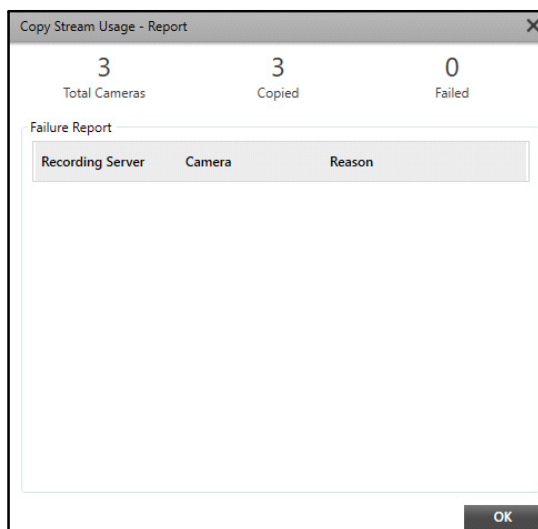 Copy Stream Usage - Report
3 3 0
Total Cameras Copied Failed
Failure Report
Recording Server Camera Reason
OK